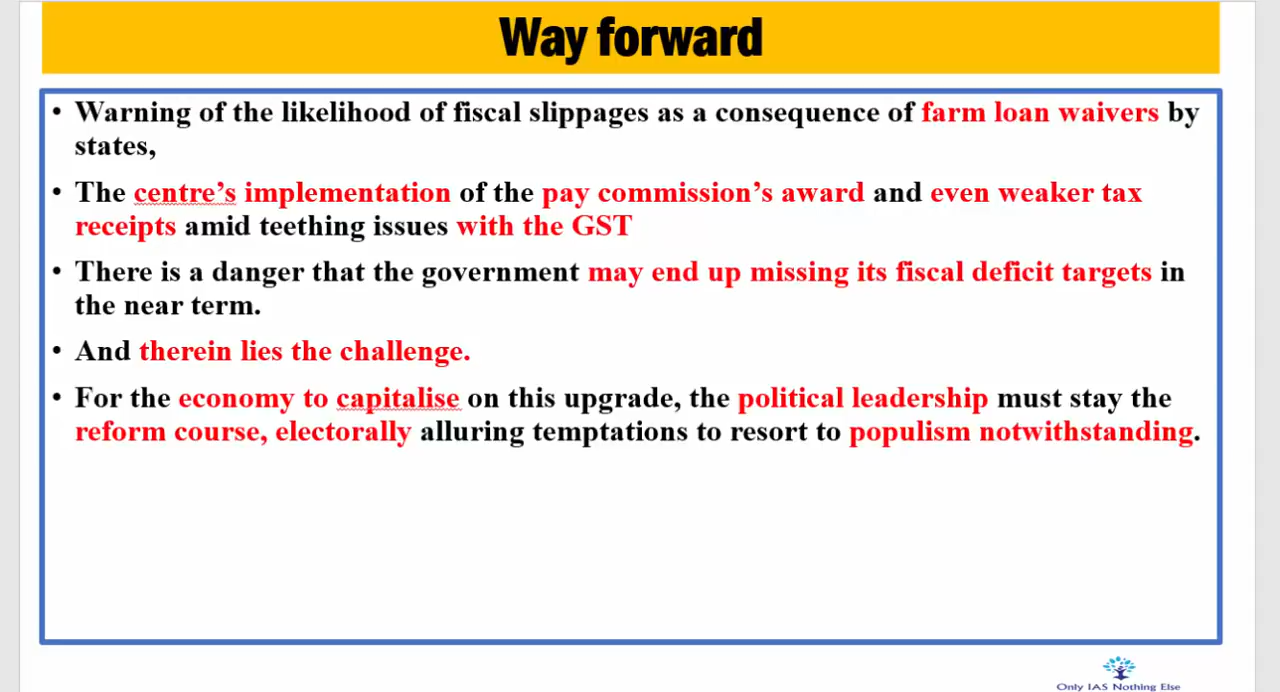 Way forward
• Warning of the likelihood of fiscal slippages as a consequence of farm loan waivers by
states,
• The centre’s implementation of the pay commission’s award and even weaker tax
receipts amid teething issues with the GST
• There is a danger that the government may end up missing its fiscal deficit targets in
the near term.
• And therein lies the challenge.
• For the economy to capitalise on this upgrade, the political leadership must stay the
reform course, electorally alluring temptations to resort to populism notwithstanding.
Only IAS Nothing Else